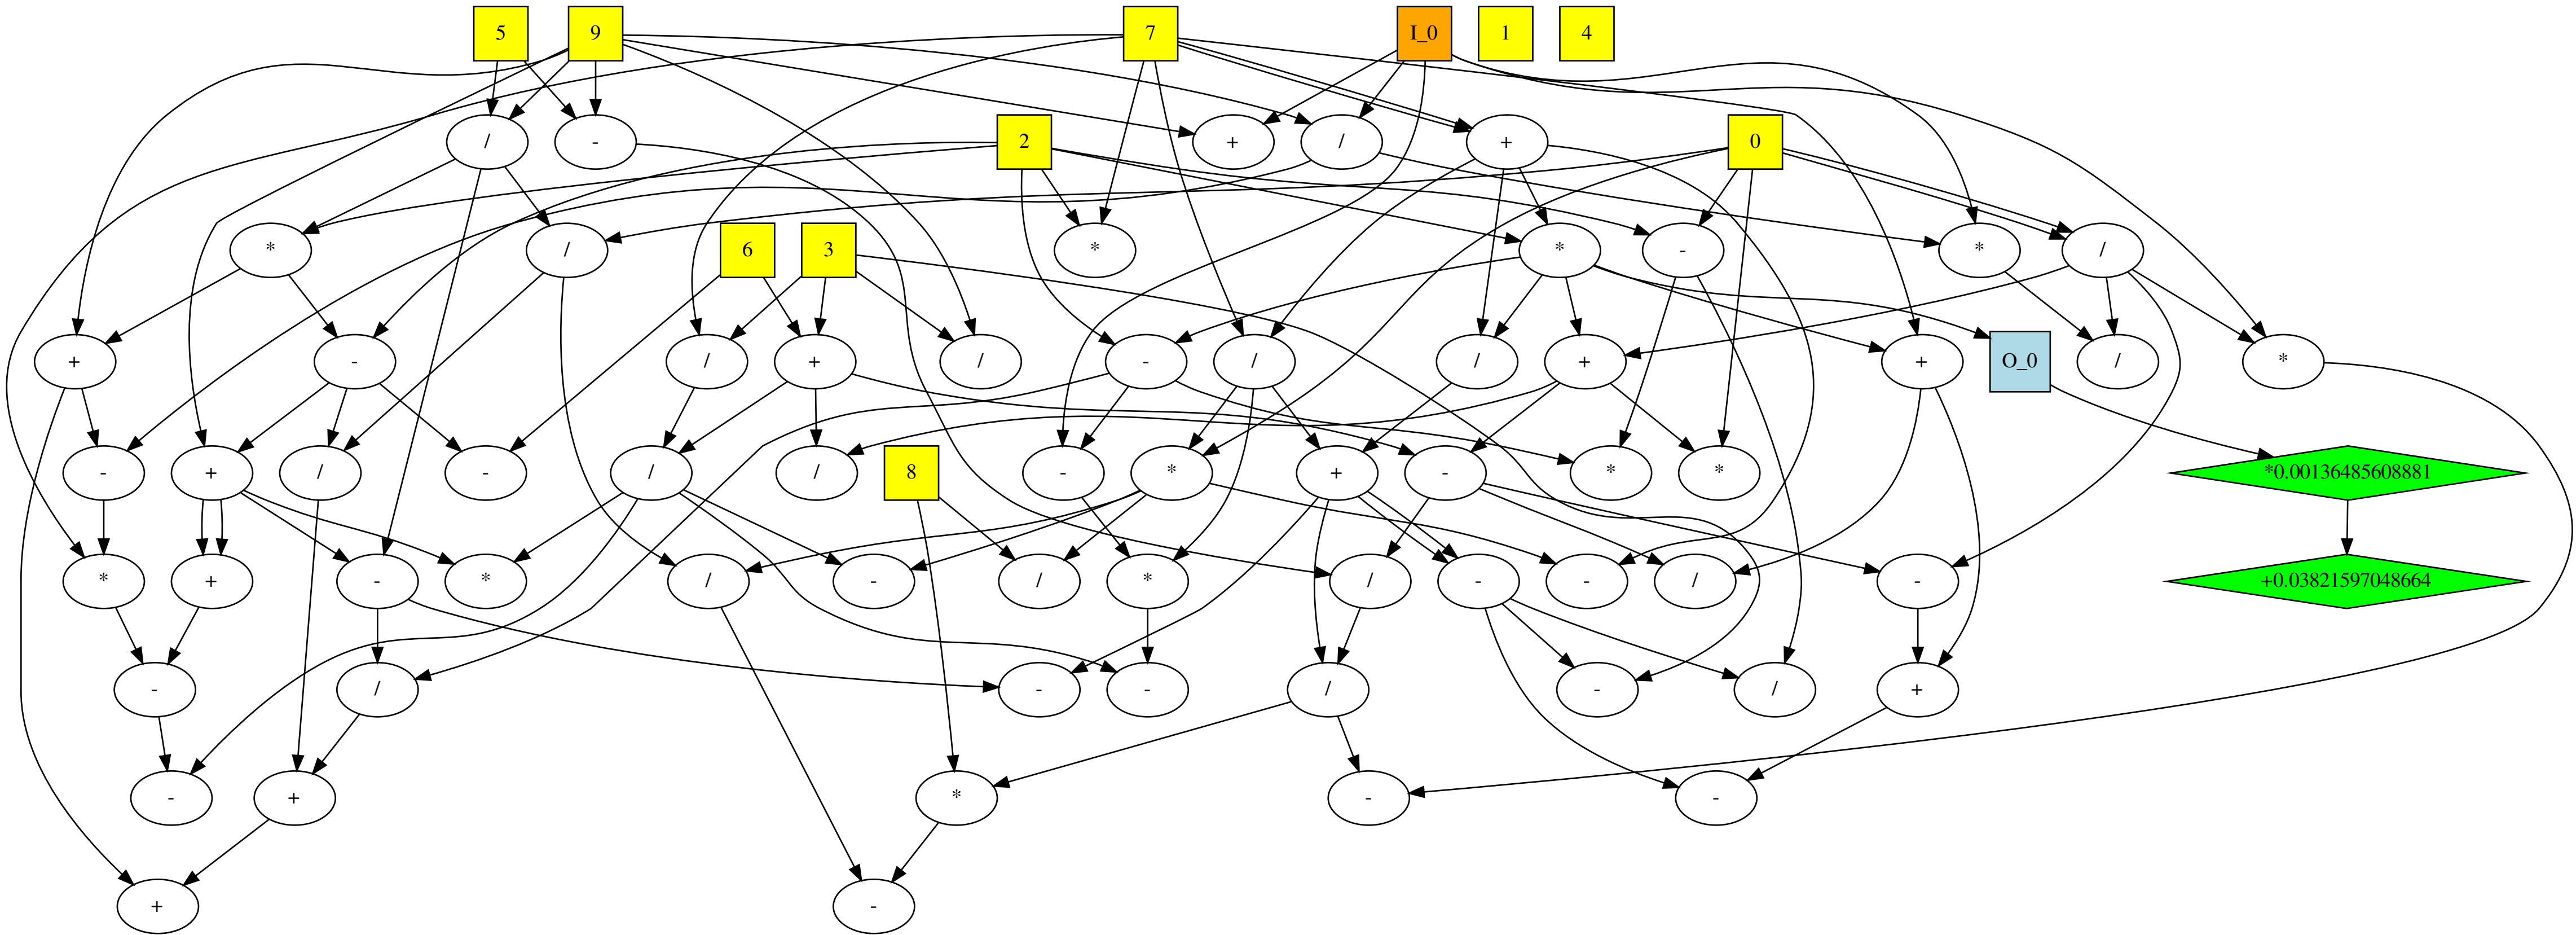 5 9 7 I_0 1 4
/ - 2 + / + 0
* / 6 3 * * - * /
+ - / + / - / / + + O_0 / *
- + / - / / 8 - * + - * * *0.00136485608881
* + - * / - / * / - - / - +0.03821597048664
- / - - / - / +
- + * - -
+ -